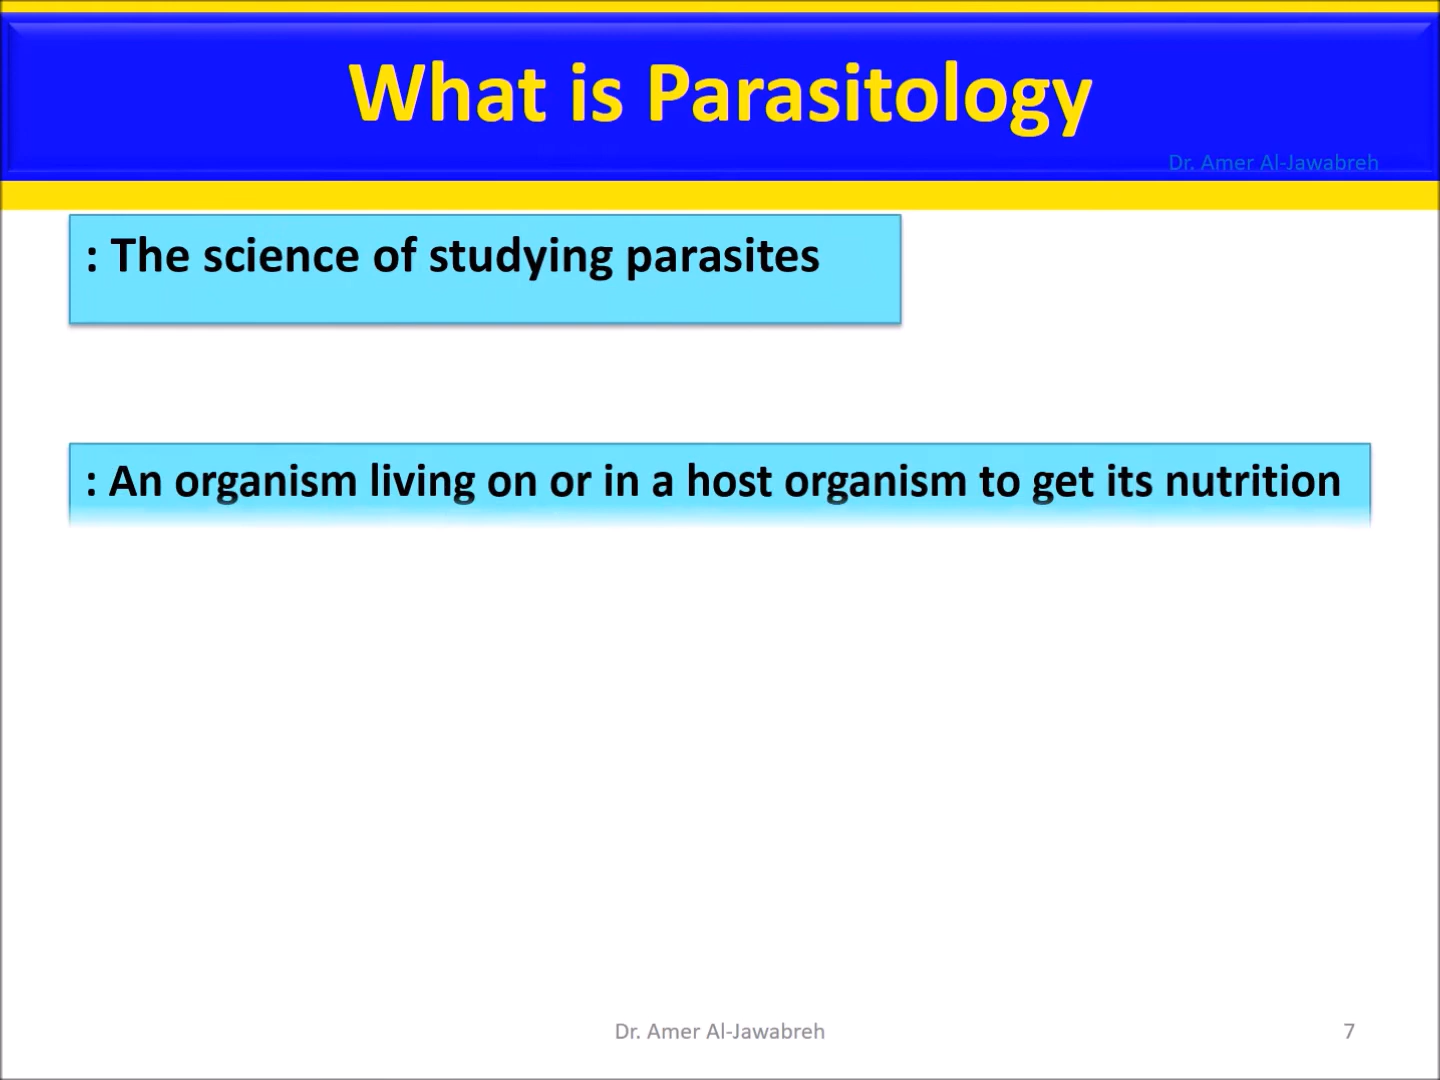 What is Parasitology
Dr. Amer Al-Jawabreh
: The science of studying parasites
: An organism living on or in a host organism to get its nutrition
Dr. Amer Al-Jawabreh
7